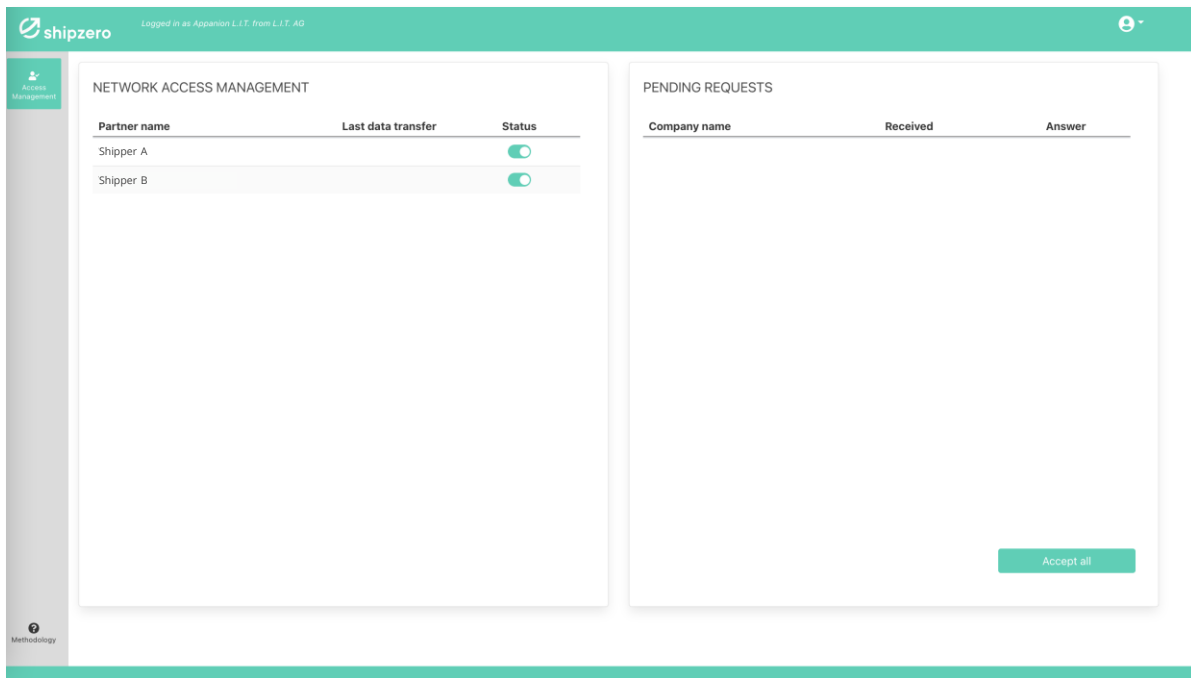 shipzero
Logged in as Appanion L.I.T. from L.I.T. AG
Access
Management
NETWORK ACCESS MANAGEMENT
Partner name Last data transfer Status
Shipper A
Shipper B
PENDING REQUESTS
Company name Received Answer
Accept all
Methodology